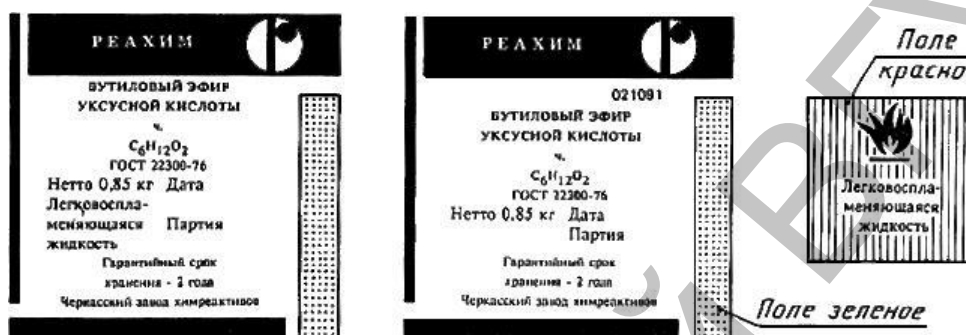 РЕАХИМ
БУТИЛОВЫЙ ЭФИР
УКСУСНОЙ КИСЛОТЫ
ч.
C₆H₁₂O₂
ГОСТ 22300-76
Нетто 0,85 кг Дата
Легковоспла-
меняющаяся Партия
жидкость
Гарантийный срок
хранения - 2 года
Черкасский завод химреактивов
РЕАХИМ
021091
БУТИЛОВЫЙ ЭФИР
УКСУСНОЙ КИСЛОТЫ
ч.
C₆H₁₂O₂
ГОСТ 22300-76
Нетто 0.85 кг Дата
Партия
Гарантийный срок
хранения - 2 года
Черкасский завод химреактивов
Поле
красно
Легковоспла-
меняющаяся
жидкость
Поле зеленое